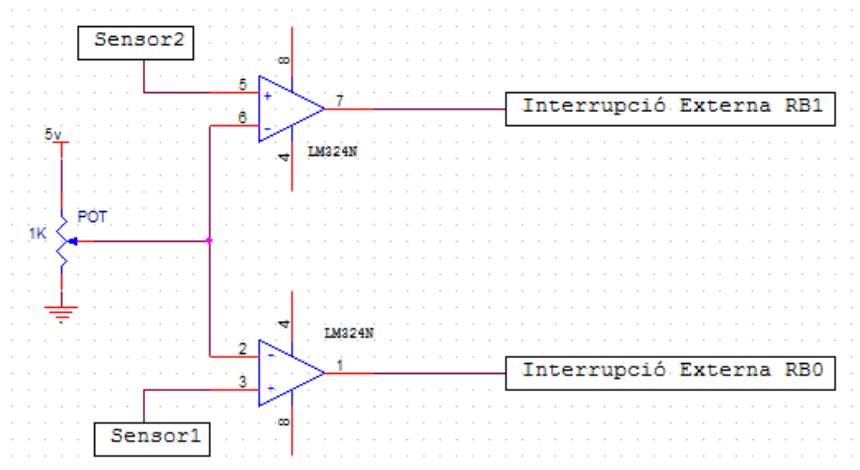 Sensor2
8
5
+
7
Interrupció Externa RB1
6
-
4
LM324N
5v
POT
1K
4
LM324N
2
-
1
Interrupció Externa RB0
3
+
8
Sensor1